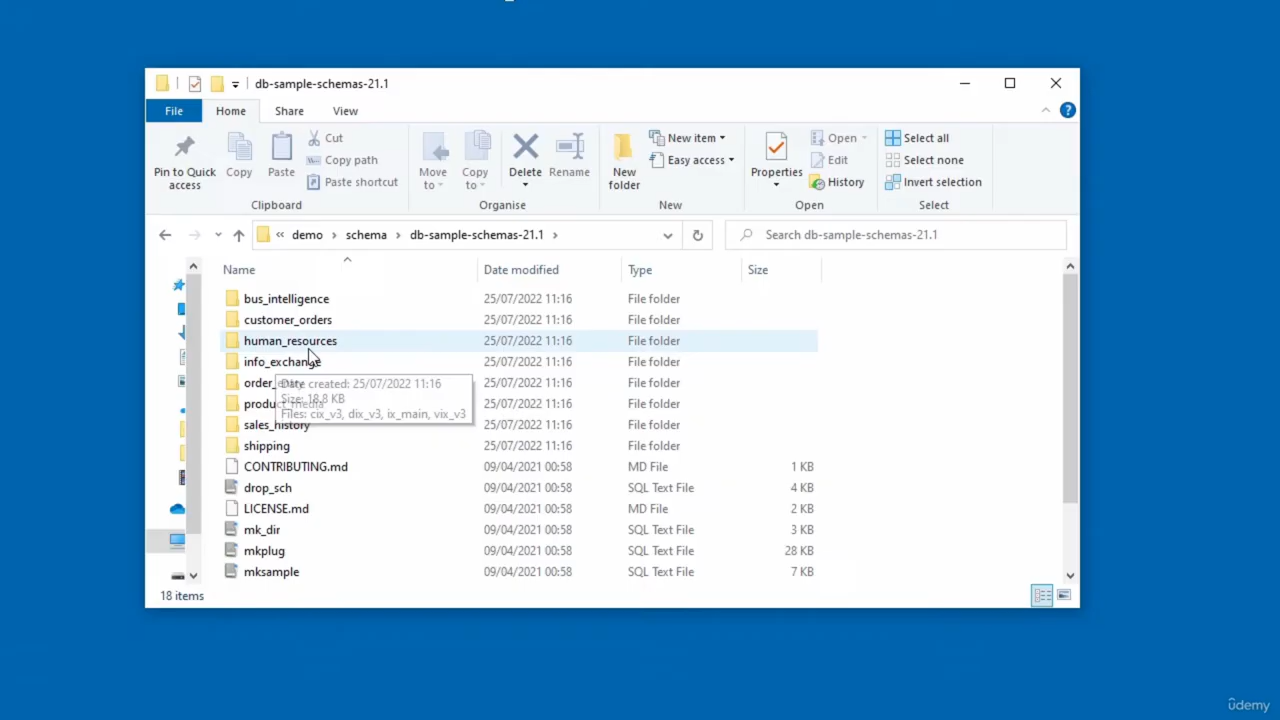 db-sample-schemas-21.1
File Home Share View
Pin to Quick access
Copy
Paste
Cut
Copy path
Paste shortcut
Clipboard
Move to
Copy to
Delete
Rename
Organise
New folder
New item
Easy access
New
Properties
Open
Edit
History
Open
Select all
Select none
Invert selection
Select
« demo › schema › db-sample-schemas-21.1 ›
Search db-sample-schemas-21.1
Name Date modified Type Size
bus_intelligence 25/07/2022 11:16 File folder
customer_orders 25/07/2022 11:16 File folder
human_resources 25/07/2022 11:16 File folder
info_exchange 25/07/2022 11:16 File folder
order_entry 25/07/2022 11:16 File folder
product_media 25/07/2022 11:16 File folder
sales_history 25/07/2022 11:16 File folder
shipping 25/07/2022 11:16 File folder
CONTRIBUTING.md 09/04/2021 00:58 MD File 1 KB
drop_sch 09/04/2021 00:58 SQL Text File 4 KB
LICENSE.md 09/04/2021 00:58 MD File 2 KB
mk_dir 09/04/2021 00:58 SQL Text File 3 KB
mkplug 09/04/2021 00:58 SQL Text File 28 KB
mksample 09/04/2021 00:58 SQL Text File 7 KB
Date created: 25/07/2022 11:16
Size: 18.8 KB
Files: cix_v3, dix_v3, ix_main, vix_v3
18 items
udemy